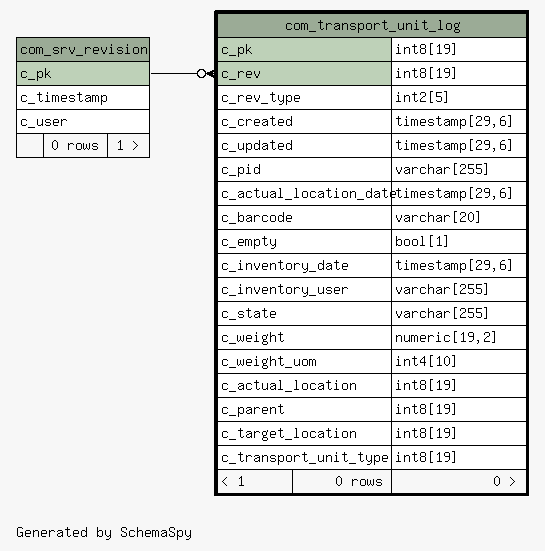 com_srv_revision
c_pk
c_timestamp
c_user
0 rows 1 >
com_transport_unit_log
c_pk int8[19]
c_rev int8[19]
c_rev_type int2[5]
c_created timestamp[29,6]
c_updated timestamp[29,6]
c_pid varchar[255]
c_actual_location_date timestamp[29,6]
c_barcode varchar[20]
c_empty bool[1]
c_inventory_date timestamp[29,6]
c_inventory_user varchar[255]
c_state varchar[255]
c_weight numeric[19,2]
c_weight_uom int4[10]
c_actual_location int8[19]
c_parent int8[19]
c_target_location int8[19]
c_transport_unit_type int8[19]
< 1 0 rows 0 >
Generated by SchemaSpy